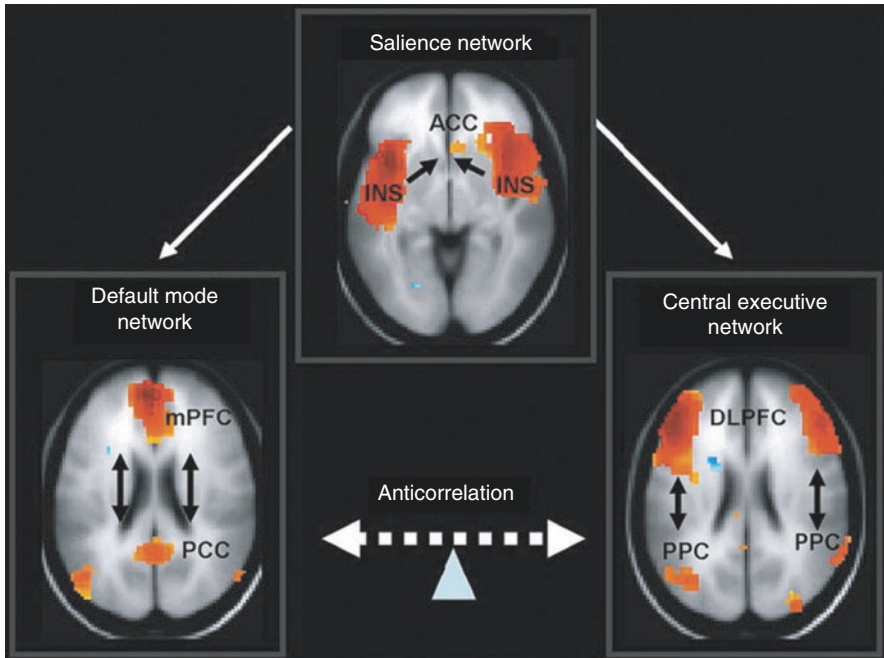 Salience network
ACC
INS
INS
Default mode
network
mPFC
PCC
Anticorrelation
Central executive
network
DLPFC
PPC
PPC